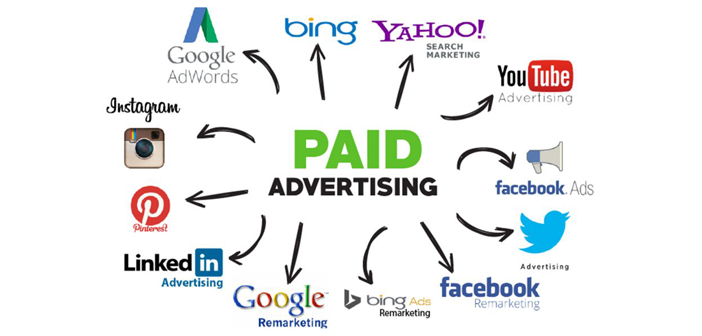 Google
AdWords
bing
YAHOO!
SEARCH
MARKETING
YouTube
Advertising
Instagram
PAID
ADVERTISING
facebook.Ads
Pinterest
Advertising
Linked in
Advertising
Google
Remarketing
bing Ads
Remarketing
facebook
Remarketing